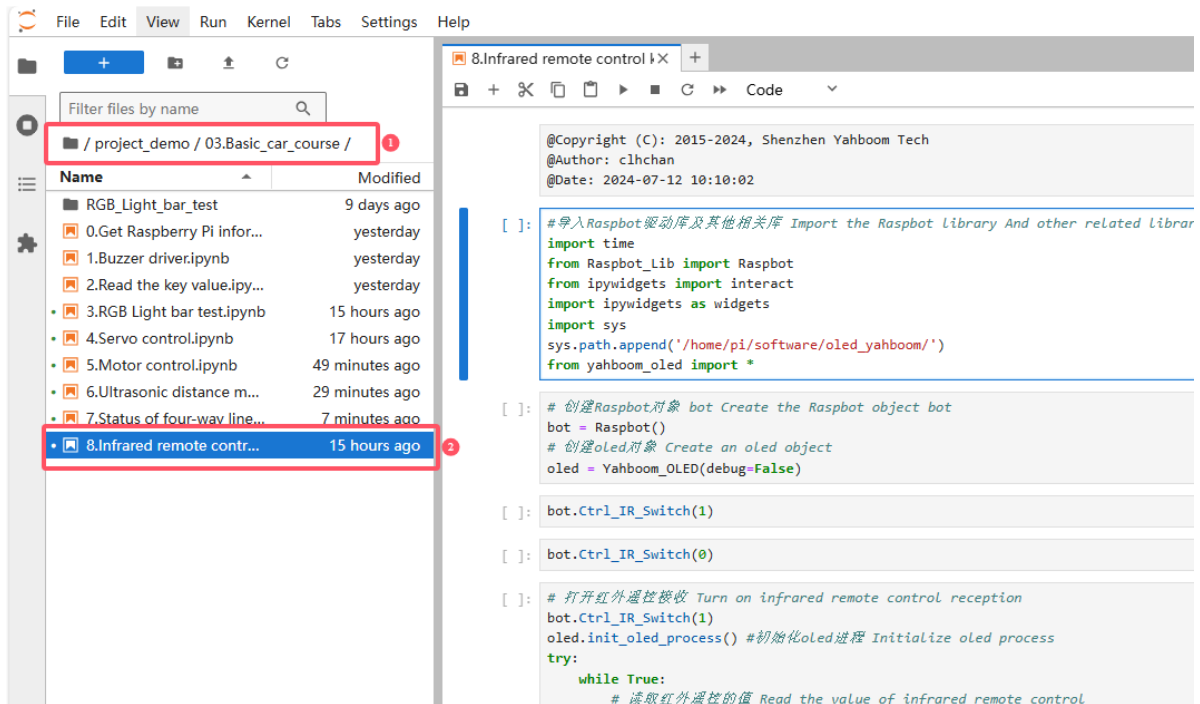 File Edit View Run Kernel Tabs Settings Help
+
8.Infrared remote control
+
Filter files by name
Code
/ project_demo / 03.Basic_car_course /
1
Name Modified
RGB_Light_bar_test 9 days ago
0.Get Raspberry Pi infor... yesterday
1.Buzzer driver.ipynb yesterday
2.Read the key value.ipy... yesterday
3.RGB Light bar test.ipynb 15 hours ago
4.Servo control.ipynb 17 hours ago
5.Motor control.ipynb 49 minutes ago
6.Ultrasonic distance m... 29 minutes ago
7.Status of four-way line... 7 minutes ago
8.Infrared remote contr... 15 hours ago
2
@Copyright (C): 2015-2024, Shenzhen Yahboom Tech
@Author: clhchan
@Date: 2024-07-12 10:10:02
[ ]: #导入Raspbot驱动库及其他相关库 Import the Raspbot library And other related librar
import time
from Raspbot_Lib import Raspbot
from ipywidgets import interact
import ipywidgets as widgets
import sys
sys.path.append('/home/pi/software/oled_yahboom/')
from yahboom_oled import *
[ ]: # 创建Raspbot对象 bot Create the Raspbot object bot
bot = Raspbot()
# 创建oled对象 Create an oled object
oled = Yahboom_OLED(debug=False)
[ ]: bot.Ctrl_IR_Switch(1)
[ ]: bot.Ctrl_IR_Switch(0)
[ ]: # 打开红外遥控接收 Turn on infrared remote control reception
bot.Ctrl_IR_Switch(1)
oled.init_oled_process() #初始化oled进程 Initialize oled process
try:
while True:
# 读取红外遥控的值 Read the value of infrared remote control